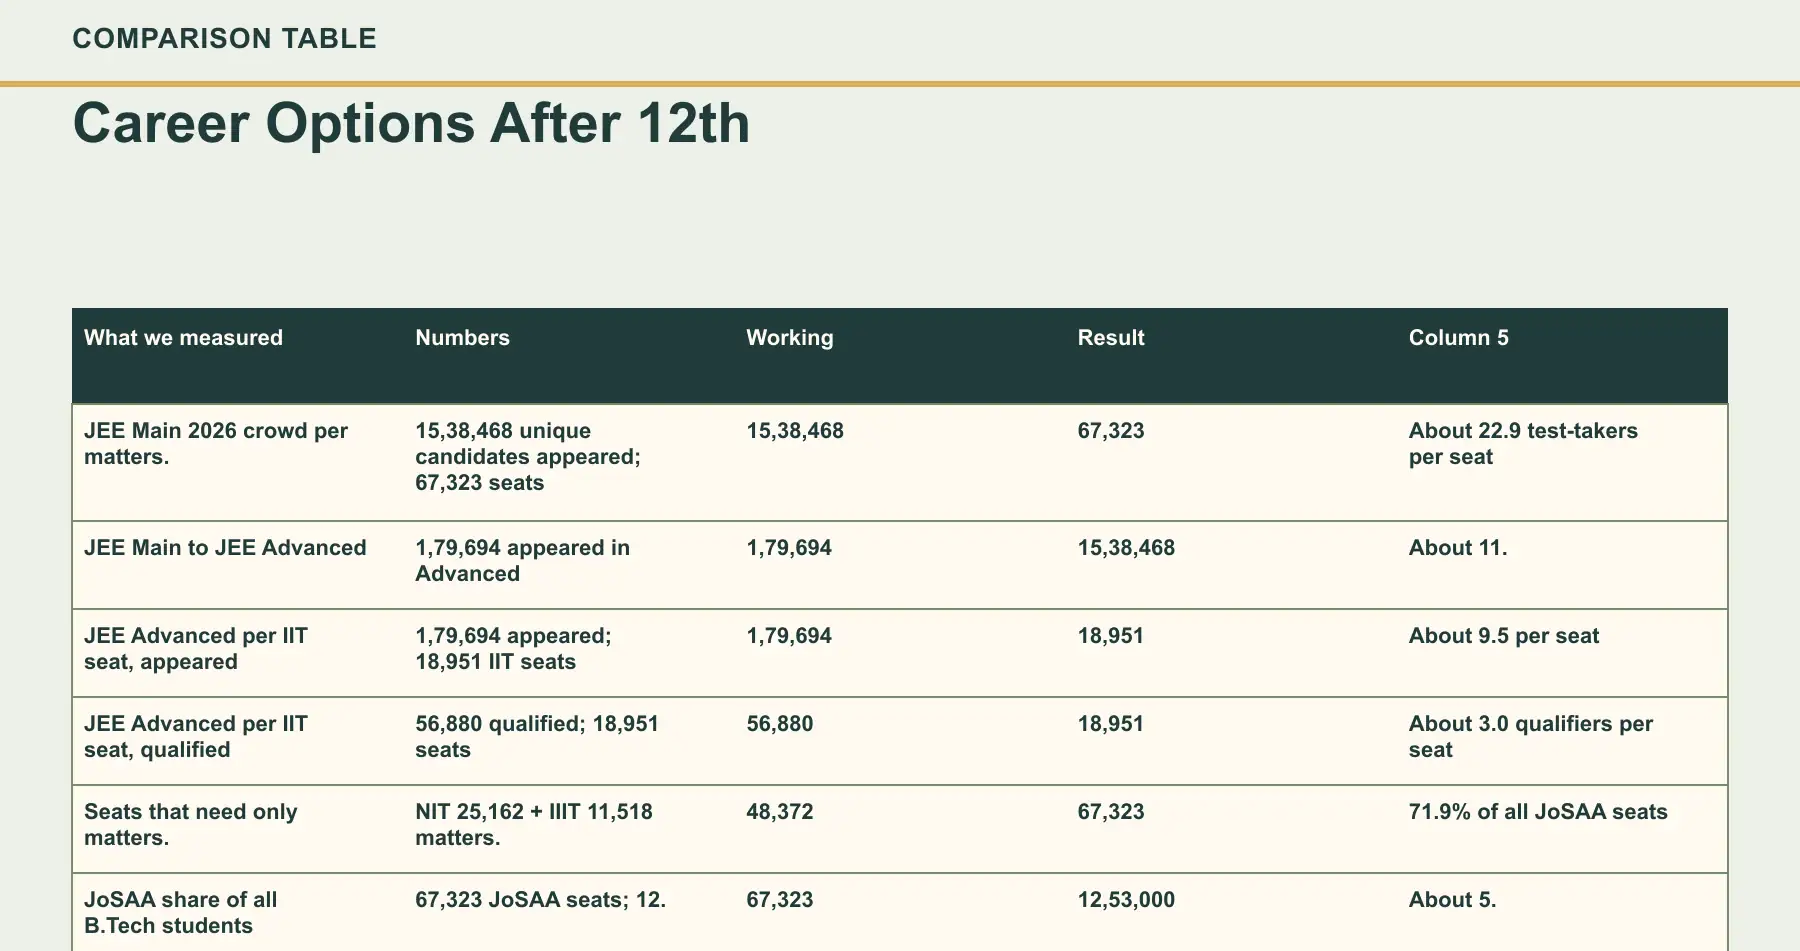 COMPARISON TABLE
Career Options After 12th
What we measured
Numbers
Working
Result
Column 5
JEE Main 2026 crowd per
matters.
15,38,468 unique
candidates appeared;
67,323 seats
15,38,468
67,323
About 22.9 test-takers
per seat
JEE Main to JEE Advanced
1,79,694 appeared in
Advanced
1,79,694
15,38,468
About 11.
JEE Advanced per IIT
seat, appeared
1,79,694 appeared;
18,951 IIT seats
1,79,694
18,951
About 9.5 per seat
JEE Advanced per IIT
seat, qualified
56,880 qualified; 18,951
seats
56,880
18,951
About 3.0 qualifiers per
seat
Seats that need only
matters.
NIT 25,162 + IIIT 11,518
matters.
48,372
67,323
71.9% of all JoSAA seats
JoSAA share of all
B.Tech students
67,323 JoSAA seats; 12.
67,323
12,53,000
About 5.